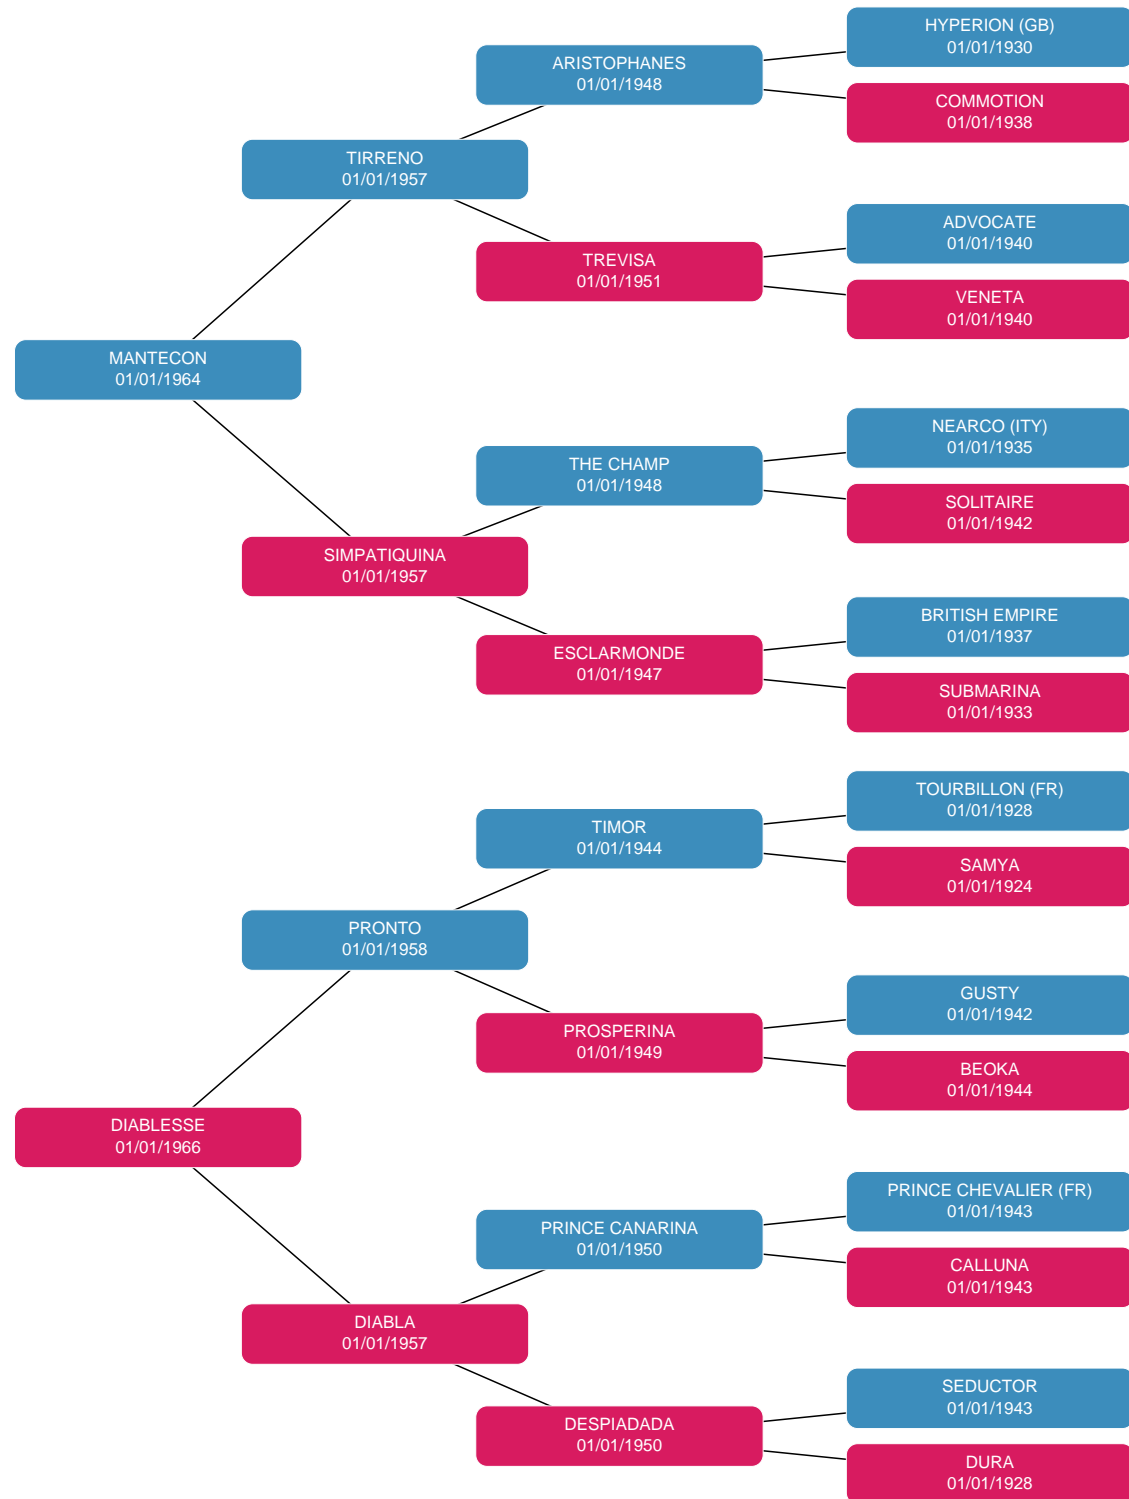 HYPERION (GB)
01/01/1930
ARISTOPHANES
01/01/1948
COMMOTION
01/01/1938
TIRRENO
01/01/1957
ADVOCATE
01/01/1940
TREVISA
01/01/1951
VENETA
01/01/1940
MANTECON
01/01/1964
NEARCO (ITY)
01/01/1935
THE CHAMP
01/01/1948
SOLITAIRE
01/01/1942
SIMPATIQUINA
01/01/1957
BRITISH EMPIRE
01/01/1937
ESCLARMONDE
01/01/1947
SUBMARINA
01/01/1933
TOURBILLON (FR)
01/01/1928
TIMOR
01/01/1944
SAMYA
01/01/1924
PRONTO
01/01/1958
GUSTY
01/01/1942
PROSPERINA
01/01/1949
BEOKA
01/01/1944
DIABLESSE
01/01/1966
PRINCE CHEVALIER (FR)
01/01/1943
PRINCE CANARINA
01/01/1950
CALLUNA
01/01/1943
DIABLA
01/01/1957
SEDUCTOR
01/01/1943
DESPIADADA
01/01/1950
DURA
01/01/1928